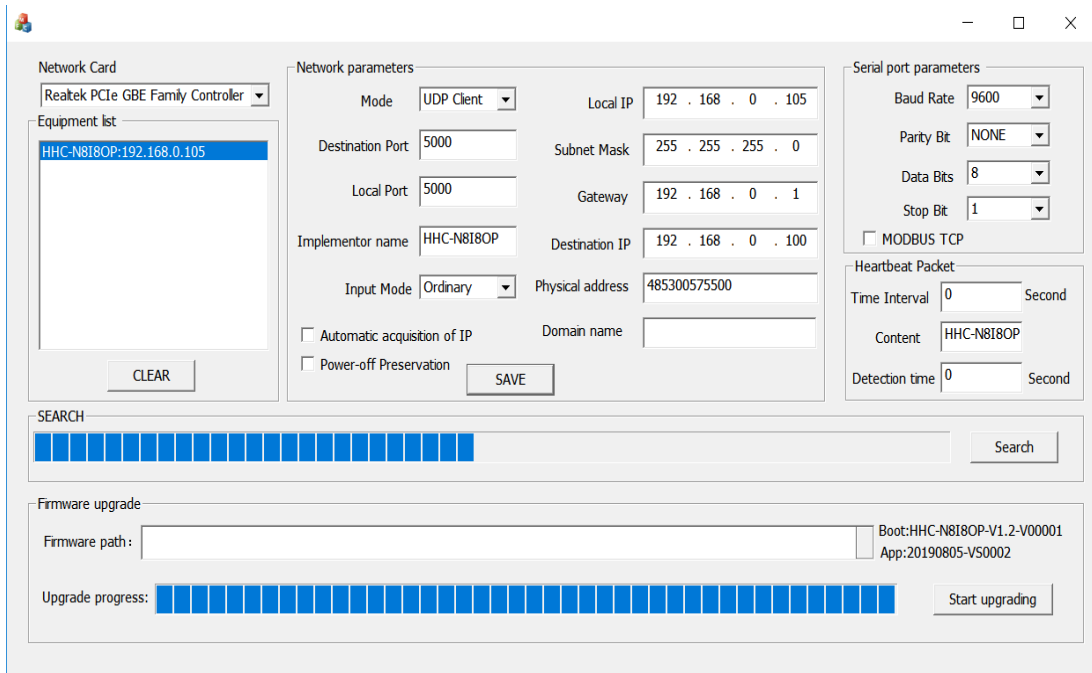 Network Card
Realtek PCIe GBE Family Controller
Equipment list
HHC-N8I8OP:192.168.0.105
CLEAR
Network parameters
Mode UDP Client
Destination Port 5000
Local Port 5000
Implementor name HHC-N8I8OP
Input Mode Ordinary
Automatic acquisition of IP
Power-off Preservation
Local IP 192 . 168 . 0 . 105
Subnet Mask 255 . 255 . 255 . 0
Gateway 192 . 168 . 0 . 1
Destination IP 192 . 168 . 0 . 100
Physical address 485300575500
Domain name
SAVE
Serial port parameters
Baud Rate 9600
Parity Bit NONE
Data Bits 8
Stop Bit 1
MODBUS TCP
Heartbeat Packet
Time Interval 0 Second
Content HHC-N8I8OP
Detection time 0 Second
SEARCH
Search
Firmware upgrade
Firmware path:
Boot:HHC-N8I8OP-V1.2-V00001
App:20190805-VS0002
Upgrade progress:
Start upgrading